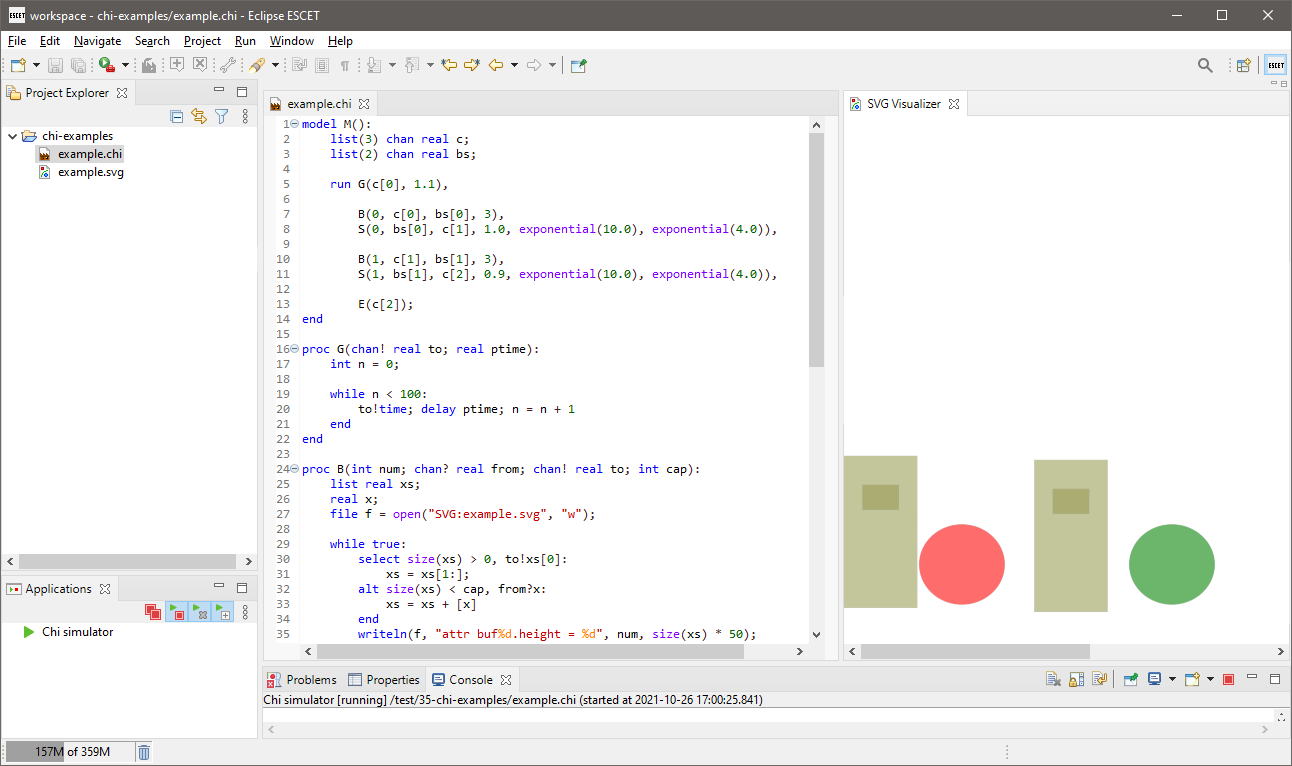 ESCET workspace - chi-examples/example.chi - Eclipse ESCET
File Edit Navigate Search Project Run Window Help
ESCET
Project Explorer
chi-examples
example.chi
example.svg
Applications
Chi simulator
example.chi
1 model M():
2     list(3) chan real c;
3     list(2) chan real bs;
4
5     run G(c[0], 1.1),
6
7         B(0, c[0], bs[0], 3),
8         S(0, bs[0], c[1], 1.0, exponential(10.0), exponential(4.0)),
9
10         B(1, c[1], bs[1], 3),
11         S(1, bs[1], c[2], 0.9, exponential(10.0), exponential(4.0)),
12
13         E(c[2]);
14 end
15
16 proc G(chan! real to; real ptime):
17     int n = 0;
18
19     while n < 100:
20         to!time; delay ptime; n = n + 1
21     end
22 end
23
24 proc B(int num; chan? real from; chan! real to; int cap):
25     list real xs;
26     real x;
27     file f = open("SVG:example.svg", "w");
28
29     while true:
30         select size(xs) > 0, to!xs[0]:
31             xs = xs[1:];
32         alt size(xs) < cap, from?x:
33             xs = xs + [x]
34         end
35         writeln(f, "attr buf%d.height = %d", num, size(xs) * 50);
SVG Visualizer
Problems Properties Console
Chi simulator [running] /test/35-chi-examples/example.chi (started at 2021-10-26 17:00:25.841)
157M of 359M